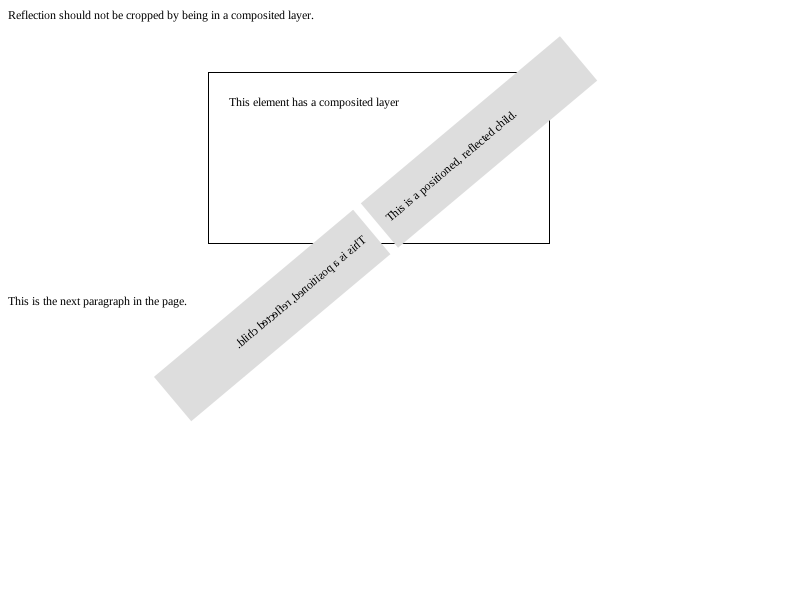 Reflection should not be cropped by being in a composited layer.
This element has a composited layer
This is a positioned, reflected child.
This is a positioned, reflected child.
This is the next paragraph in the page.